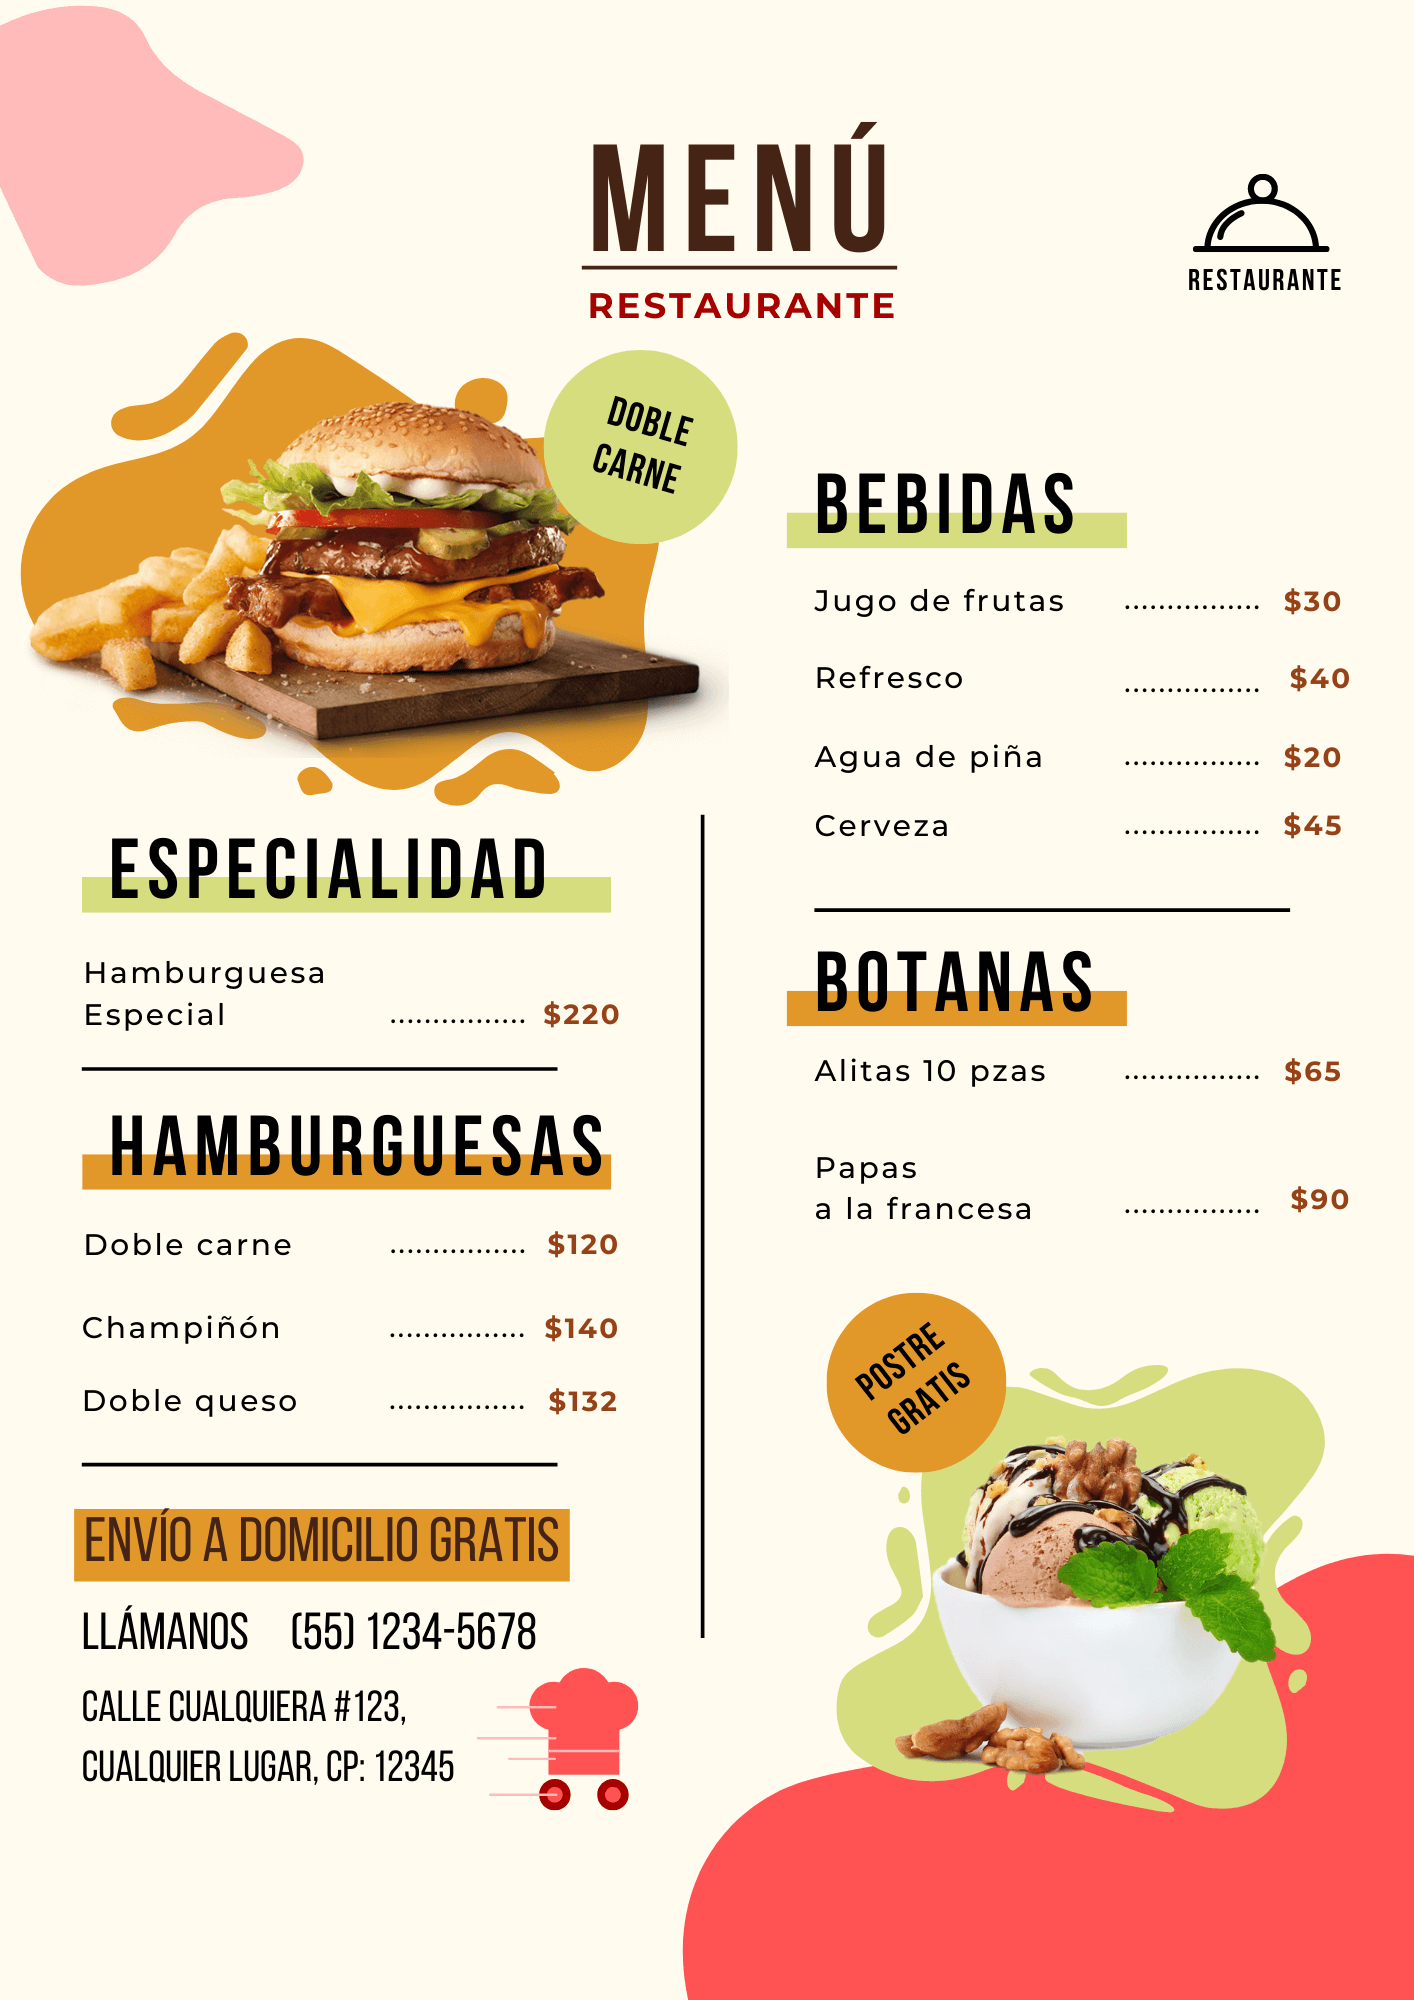 MENÚ
RESTAURANTE
RESTAURANTE
DOBLE
CARNE
ESPECIALIDAD
Hamburguesa
Especial ................ $220
HAMBURGUESAS
Doble carne ................ $120
Champiñón ................ $140
Doble queso ................ $132
ENVÍO A DOMICILIO GRATIS
LLÁMANOS (55) 1234-5678
CALLE CUALQUIERA #123,
CUALQUIER LUGAR, CP: 12345
BEBIDAS
Jugo de frutas ................ $30
Refresco ................ $40
Agua de piña ................ $20
Cerveza ................ $45
BOTANAS
Alitas 10 pzas ................ $65
Papas
a la francesa ................ $90
POSTRE
GRATIS